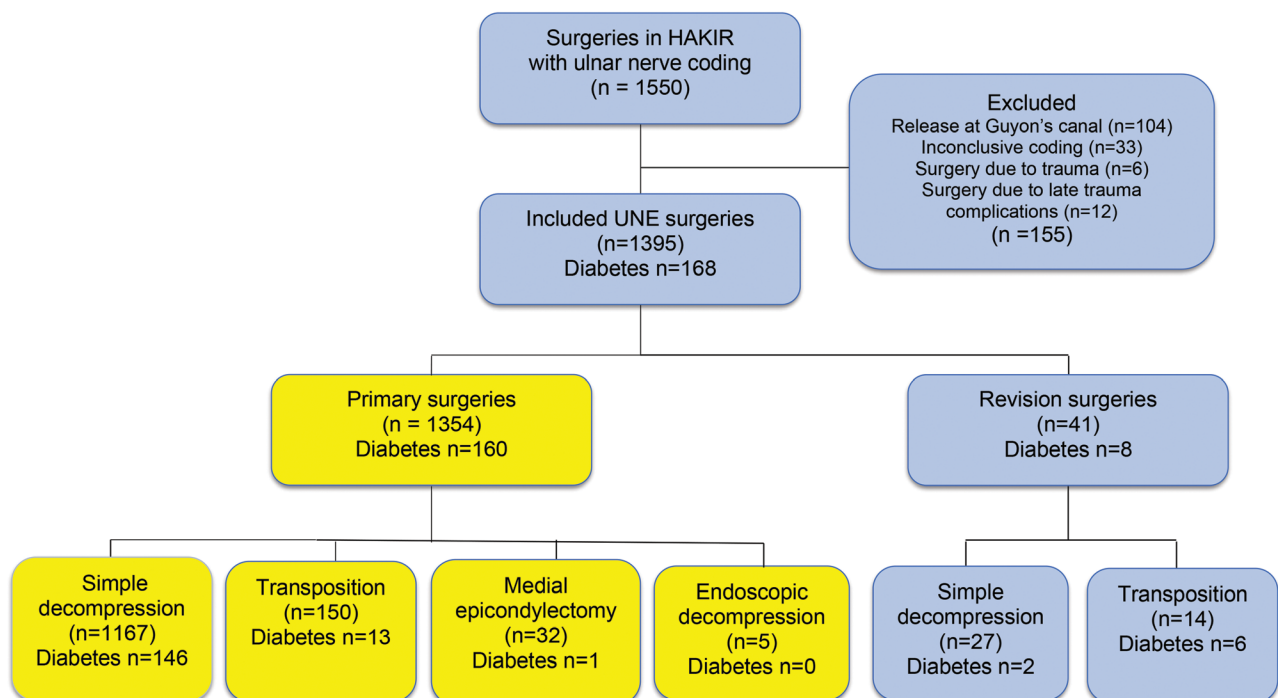 Surgeries in HAKIR
with ulnar nerve coding
(n = 1550)
Excluded
Release at Guyon's canal (n=104)
Inconclusive coding (n=33)
Surgery due to trauma (n=6)
Surgery due to late trauma
complications (n=12)
(n =155)
Included UNE surgeries
(n=1395)
Diabetes n=168
Primary surgeries
(n = 1354)
Diabetes n=160
Revision surgeries
(n=41)
Diabetes n=8
Simple
decompression
(n=1167)
Diabetes n=146
Transposition
(n=150)
Diabetes n=13
Medial
epicondylectomy
(n=32)
Diabetes n=1
Endoscopic
decompression
(n=5)
Diabetes n=0
Simple
decompression
(n=27)
Diabetes n=2
Transposition
(n=14)
Diabetes n=6